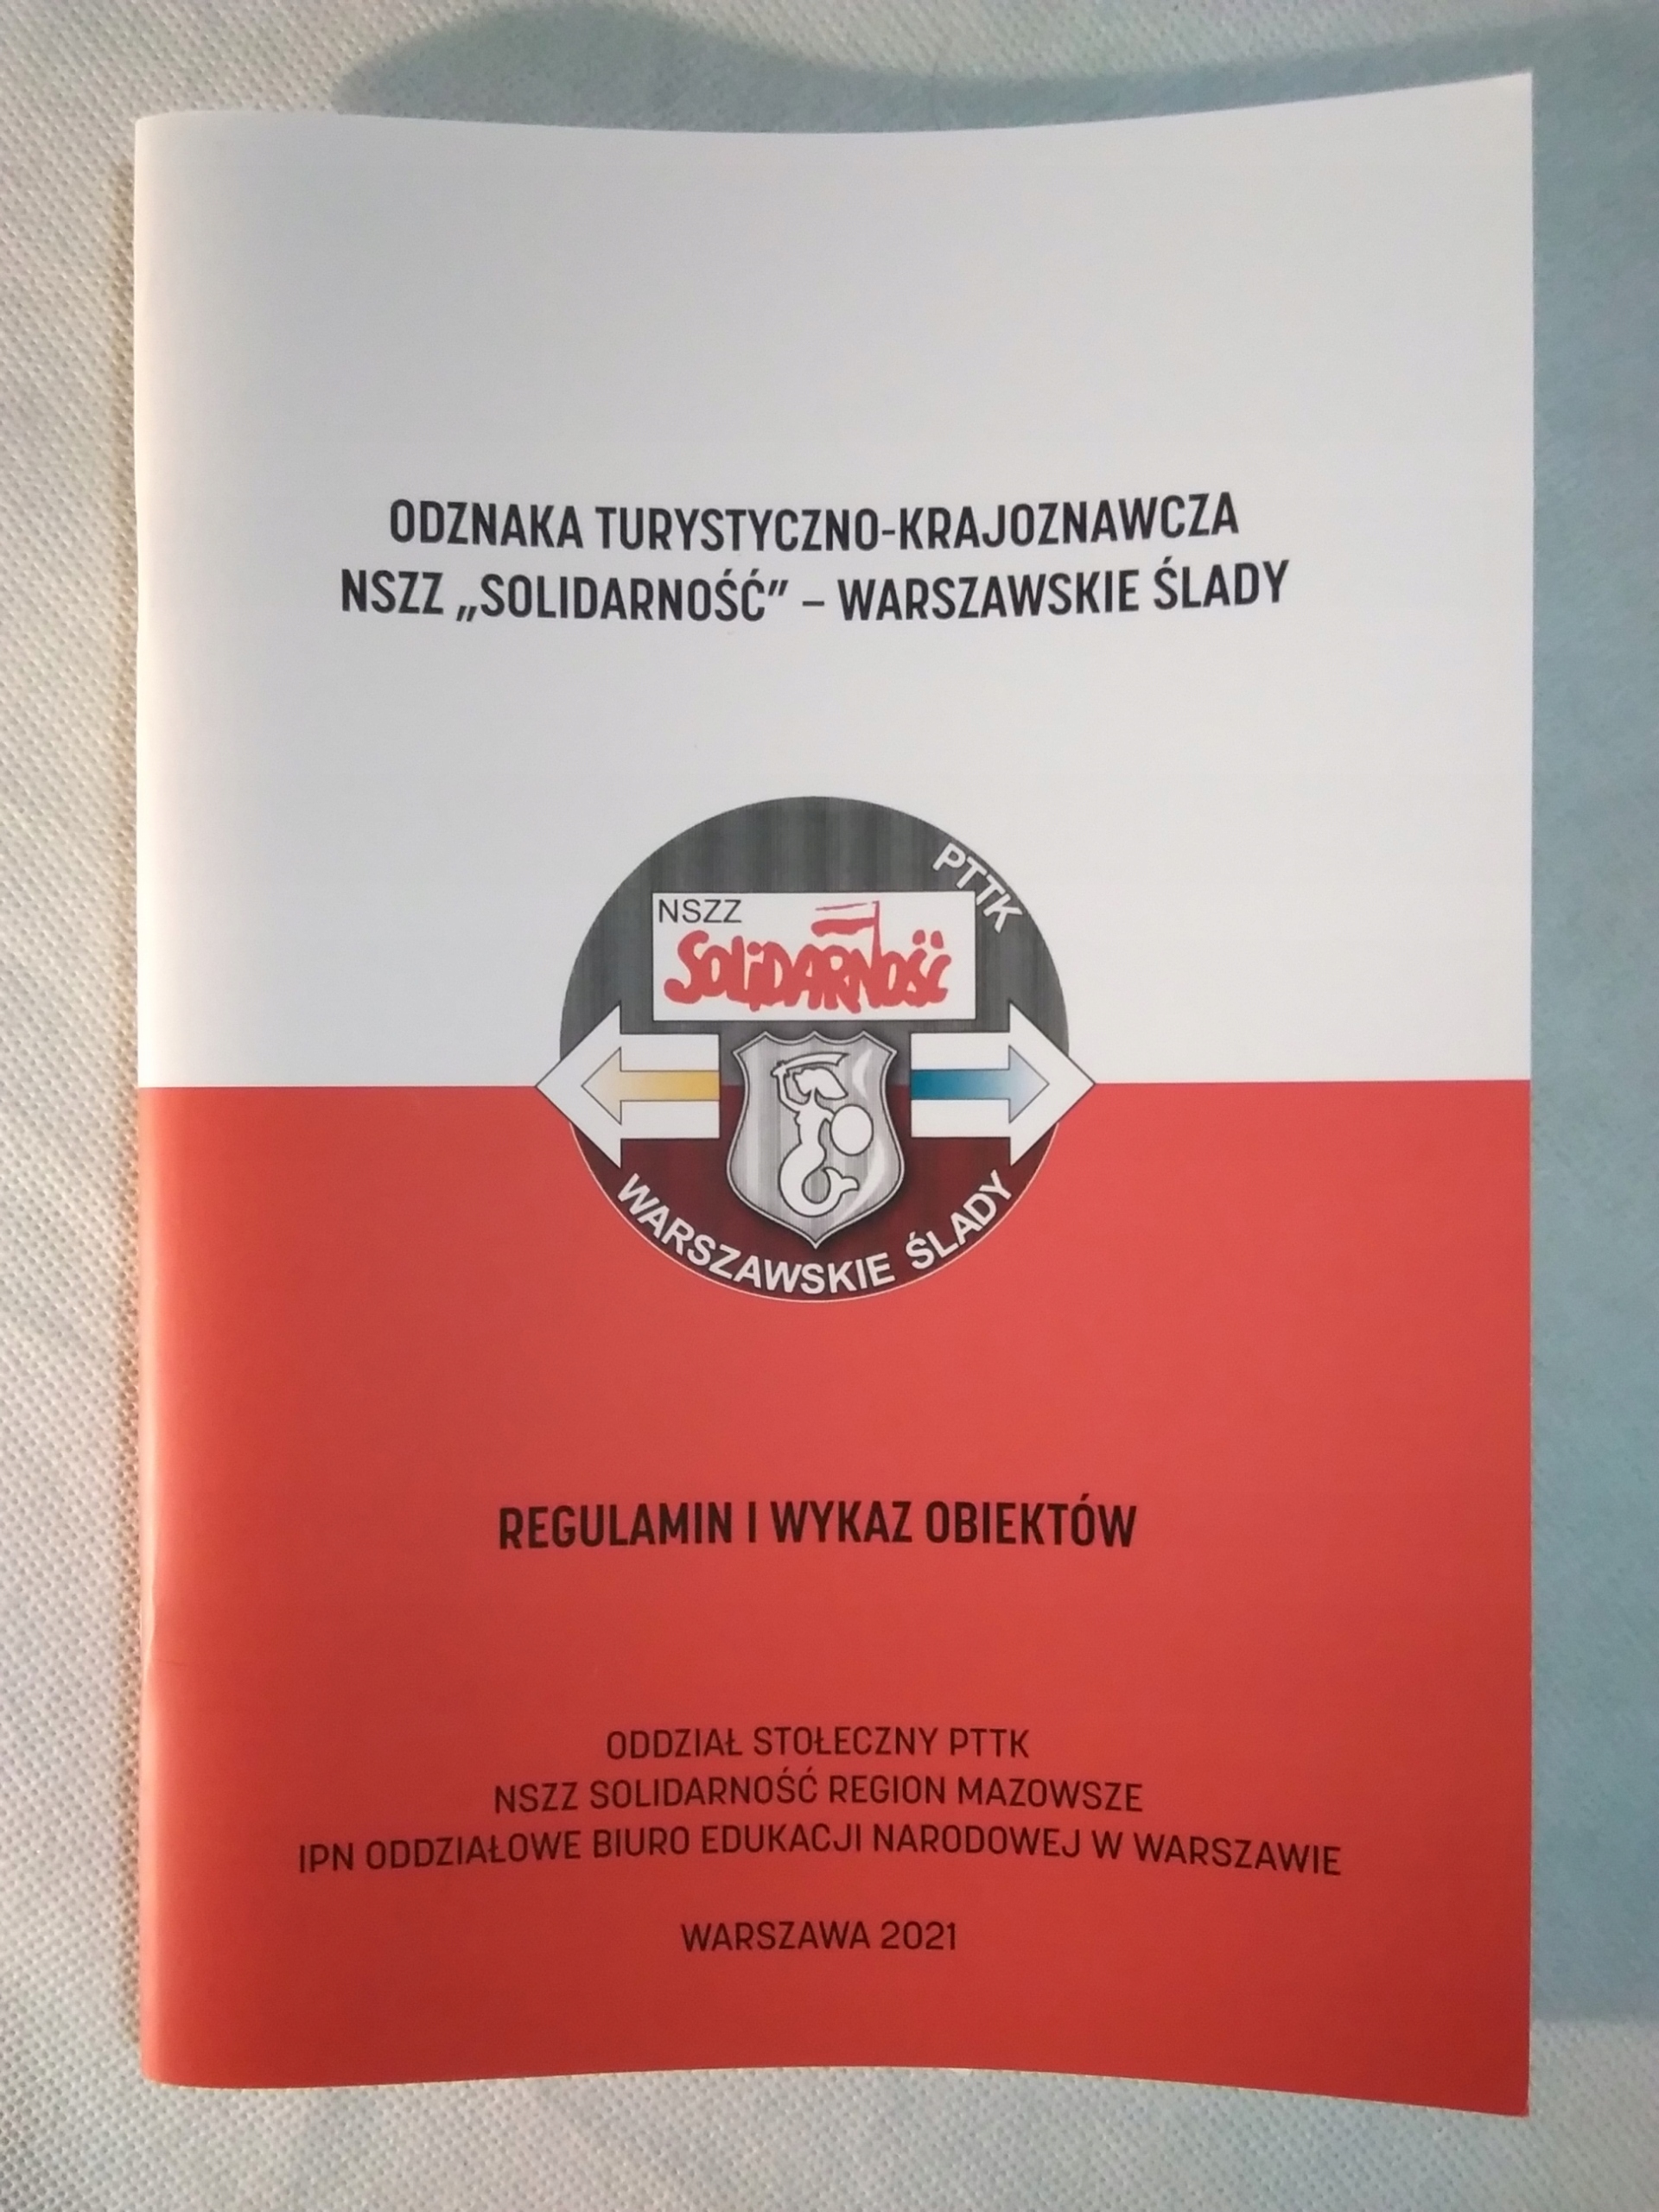 ODZNAKA TURYSTYCZNO-KRAJOZNAWCZA
NSZZ „SOLIDARNOŚĆ” – WARSZAWSKIE ŚLADY
PTTK
NSZZ
SOLIDARNOŚĆ
WARSZAWSKIE ŚLADY
REGULAMIN I WYKAZ OBIEKTÓW
ODDZIAŁ STOŁECZNY PTTK
NSZZ SOLIDARNOŚĆ REGION MAZOWSZE
IPN ODDZIAŁOWE BIURO EDUKACJI NARODOWEJ W WARSZAWIE
WARSZAWA 2021